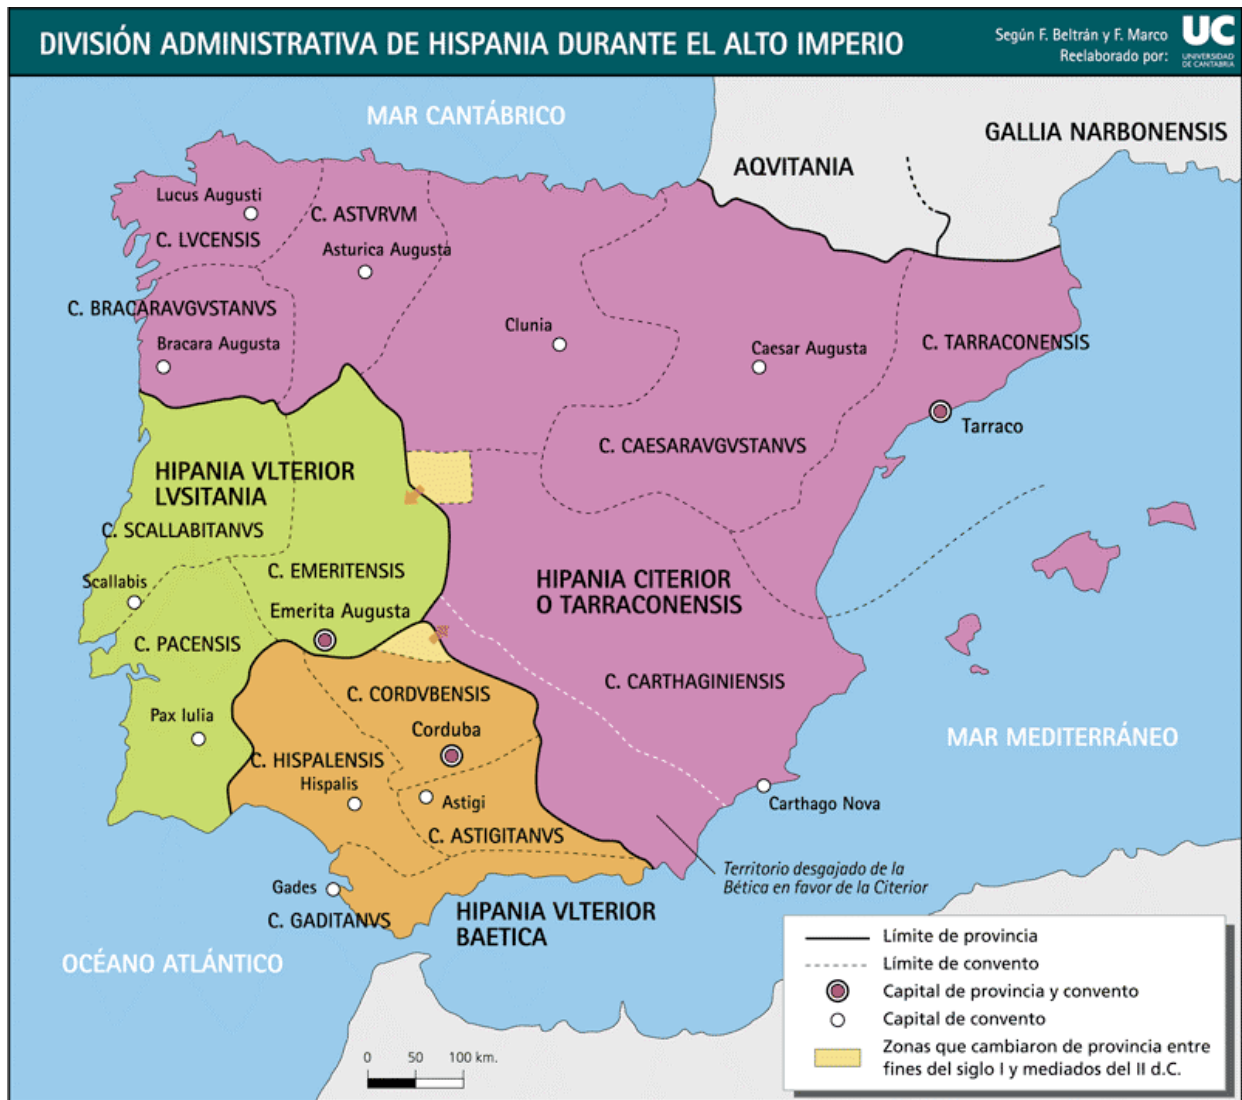 DIVISIÓN ADMINISTRATIVA DE HISPANIA DURANTE EL ALTO IMPERIO
Según F. Beltrán y F. Marco
Reelaborado por:
UC
UNIVERSIDAD
DE CANTABRIA
MAR CANTÁBRICO
GALLIA NARBONENSIS
AQVITANIA
Lucus Augusti
C. ASTVRVM
C. LVCENSIS
Asturica Augusta
C. BRACARAVGVSTANVS
Bracara Augusta
Clunia
Caesar Augusta
C. TARRACONENSIS
Tarraco
C. CAESARAVGVSTANVS
HIPANIA VLTERIOR
LVSITANIA
C. SCALLABITANVS
Scallabis
C. EMERITENSIS
Emerita Augusta
HIPANIA CITERIOR
O TARRACONENSIS
C. PACENSIS
Pax Iulia
C. CARTHAGINIENSIS
C. CORDVBENSIS
Corduba
C. HISPALENSIS
Hispalis
Astigi
C. ASTIGITANVS
MAR MEDITERRÁNEO
Carthago Nova
Territorio desgajado de la
Bética en favor de la Citerior
Gades
C. GADITANVS
HIPANIA VLTERIOR
BAETICA
OCÉANO ATLÁNTICO
Límite de provincia
Límite de convento
Capital de provincia y convento
Capital de convento
Zonas que cambiaron de provincia entre
fines del siglo I y mediados del II d.C.
0 50 100 km.